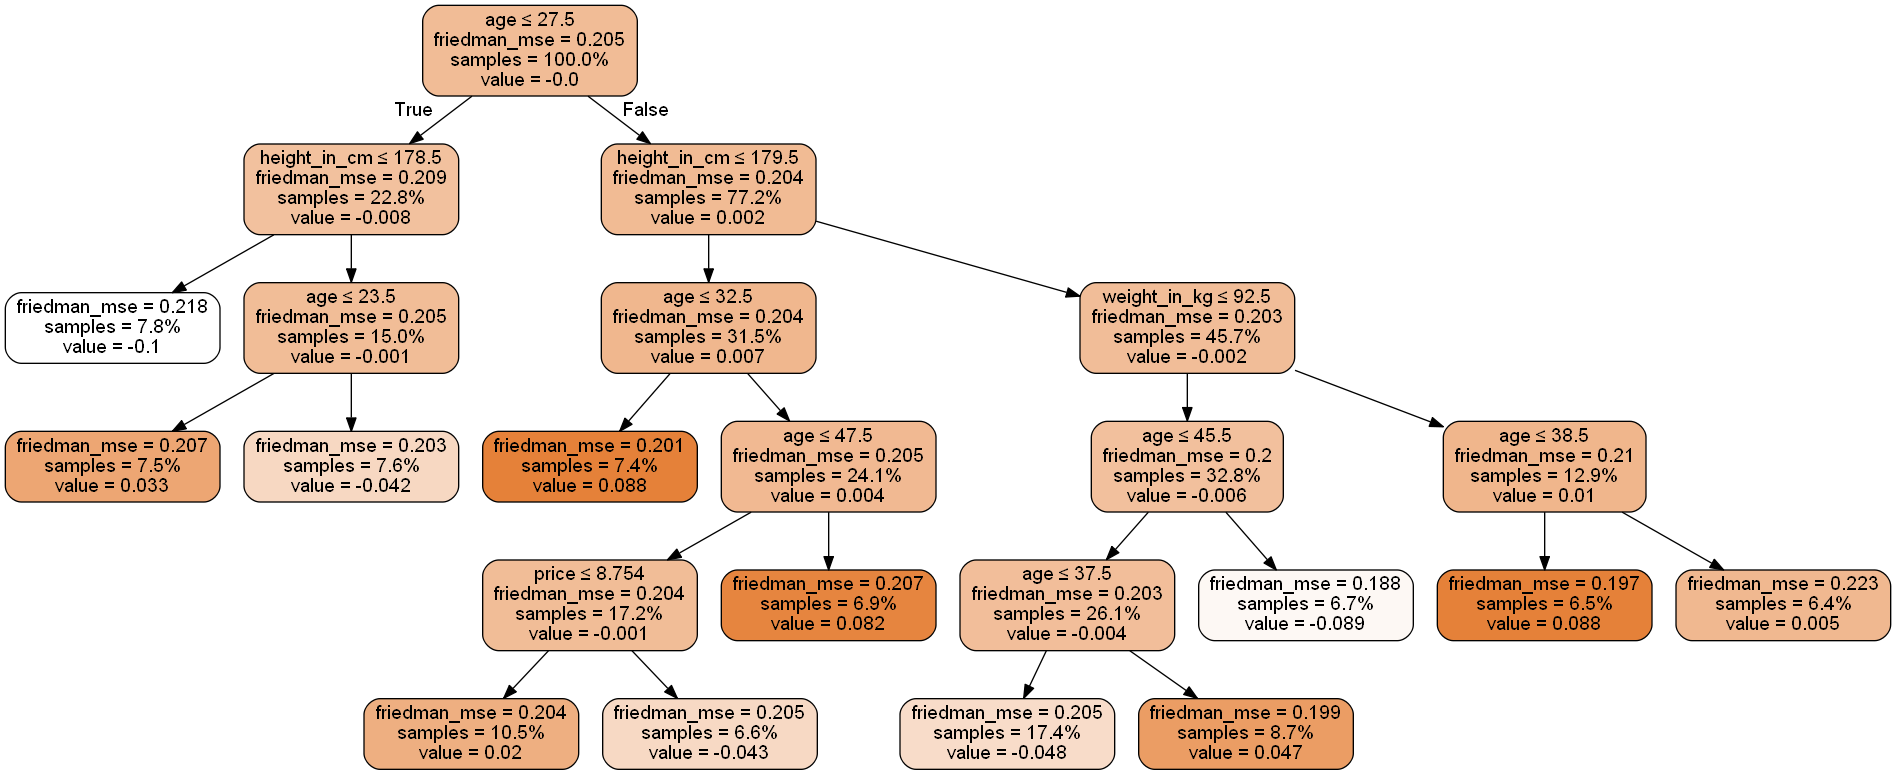 age ≤ 27.5
friedman_mse = 0.205
samples = 100.0%
value = -0.0
True
False
height_in_cm ≤ 178.5
friedman_mse = 0.209
samples = 22.8%
value = -0.008
height_in_cm ≤ 179.5
friedman_mse = 0.204
samples = 77.2%
value = 0.002
friedman_mse = 0.218
samples = 7.8%
value = -0.1
age ≤ 23.5
friedman_mse = 0.205
samples = 15.0%
value = -0.001
age ≤ 32.5
friedman_mse = 0.204
samples = 31.5%
value = 0.007
weight_in_kg ≤ 92.5
friedman_mse = 0.203
samples = 45.7%
value = -0.002
friedman_mse = 0.207
samples = 7.5%
value = 0.033
friedman_mse = 0.203
samples = 7.6%
value = -0.042
friedman_mse = 0.201
samples = 7.4%
value = 0.088
age ≤ 47.5
friedman_mse = 0.205
samples = 24.1%
value = 0.004
age ≤ 45.5
friedman_mse = 0.2
samples = 32.8%
value = -0.006
age ≤ 38.5
friedman_mse = 0.21
samples = 12.9%
value = 0.01
price ≤ 8.754
friedman_mse = 0.204
samples = 17.2%
value = -0.001
friedman_mse = 0.207
samples = 6.9%
value = 0.082
age ≤ 37.5
friedman_mse = 0.203
samples = 26.1%
value = -0.004
friedman_mse = 0.188
samples = 6.7%
value = -0.089
friedman_mse = 0.197
samples = 6.5%
value = 0.088
friedman_mse = 0.223
samples = 6.4%
value = 0.005
friedman_mse = 0.204
samples = 10.5%
value = 0.02
friedman_mse = 0.205
samples = 6.6%
value = -0.043
friedman_mse = 0.205
samples = 17.4%
value = -0.048
friedman_mse = 0.199
samples = 8.7%
value = 0.047